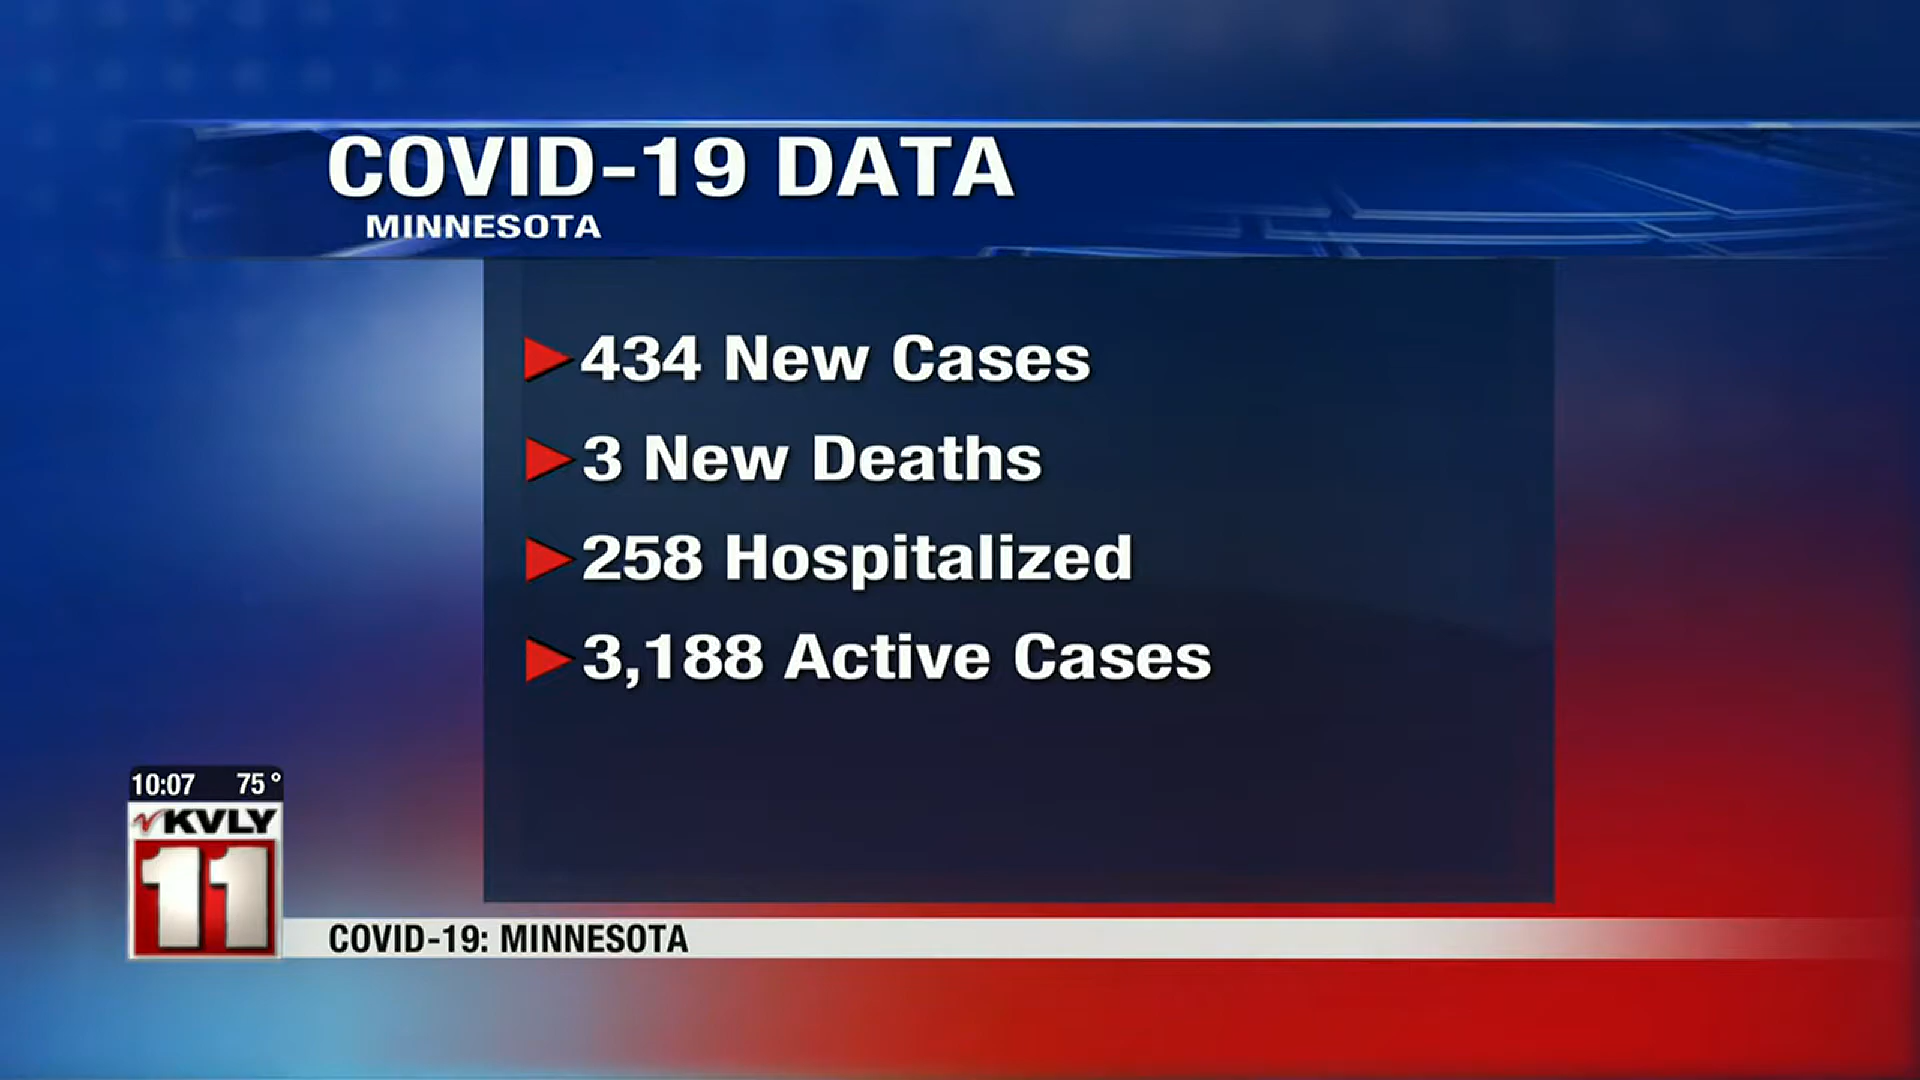 COVID-19 DATA
MINNESOTA
434 New Cases
3 New Deaths
258 Hospitalized
3,188 Active Cases
10:07 75°
KVLY
11
COVID-19: MINNESOTA